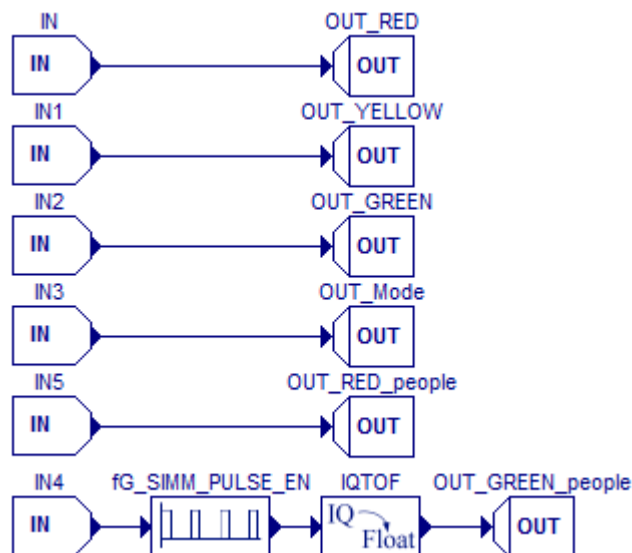 IN OUT_RED
IN OUT
IN1 OUT_YELLOW
IN OUT
IN2 OUT_GREEN
IN OUT
IN3 OUT_Mode
IN OUT
IN5 OUT_RED_people
IN OUT
IN4 fG_SIMM_PULSE_EN IQTOF OUT_GREEN_people
IN IQ Float OUT